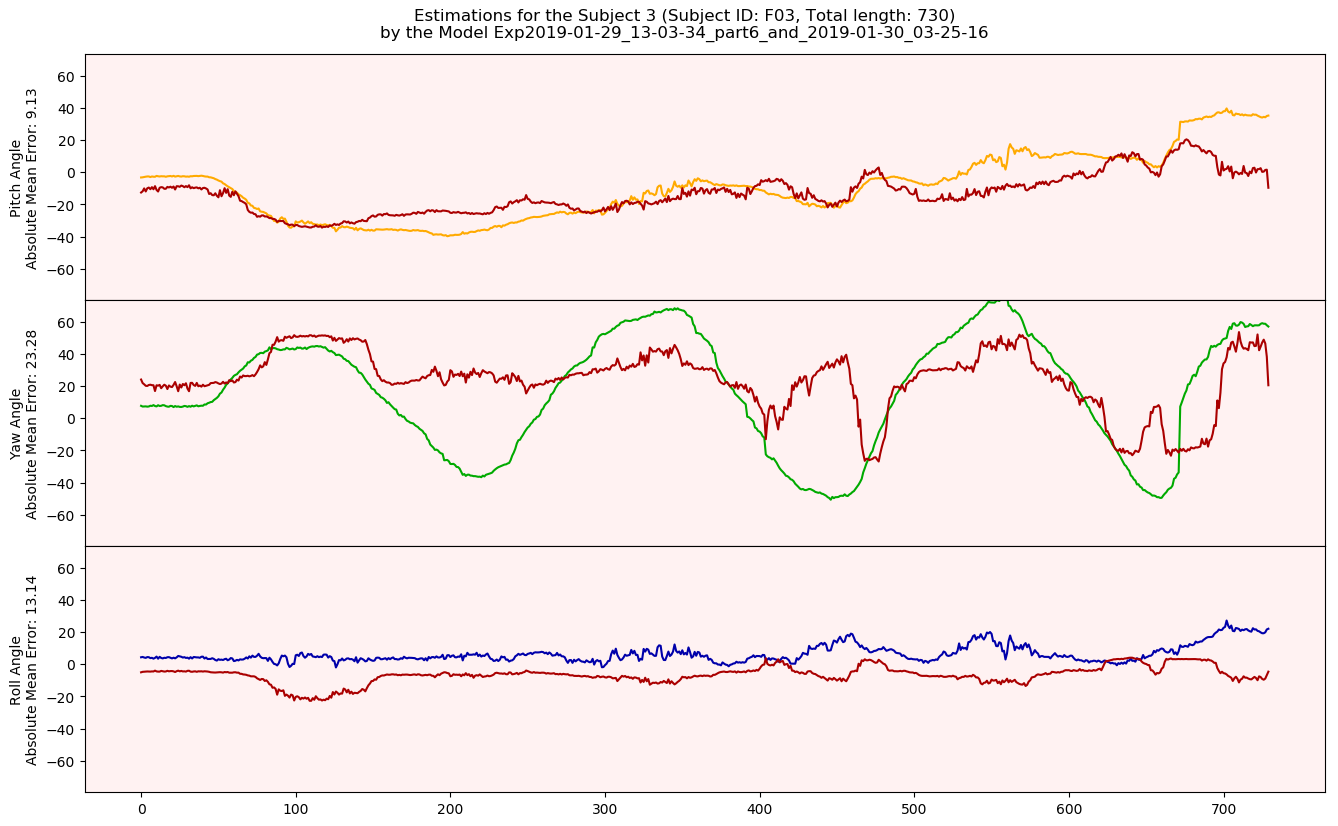 Estimations for the Subject 3 (Subject ID: F03, Total length: 730)
by the Model Exp2019-01-29_13-03-34_part6_and_2019-01-30_03-25-16
Pitch Angle
Absolute Mean Error: 9.13
60
40
20
0
−20
−40
−60
Yaw Angle
Absolute Mean Error: 23.28
60
40
20
0
−20
−40
−60
Roll Angle
Absolute Mean Error: 13.14
60
40
20
0
−20
−40
−60
0 100 200 300 400 500 600 700